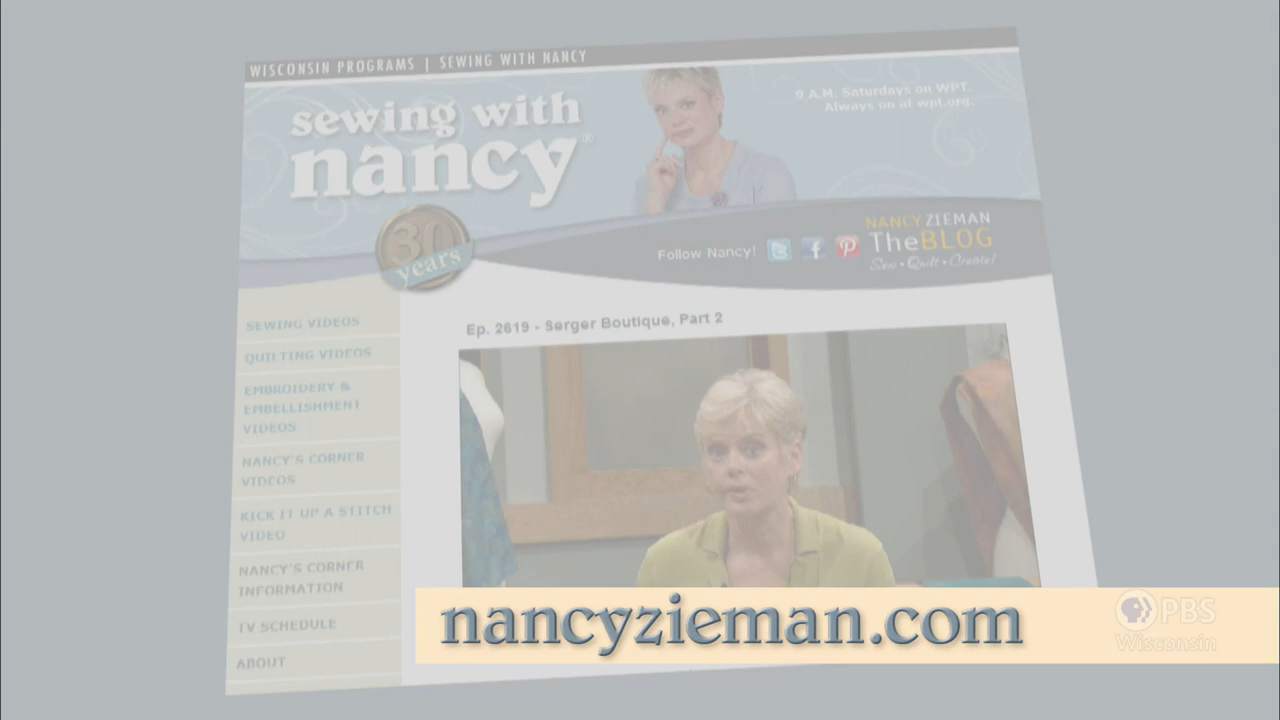 WISCONSIN PROGRAMS | SEWING WITH NANCY
sewing with
nancy®
9 A.M. Saturdays on WPT.
Always on at wpt.org.
30
years
Follow Nancy!
NANCY ZIEMAN
The BLOG
Sew • Quilt • Create!
SEWING VIDEOS
QUILTING VIDEOS
EMBROIDERY &
EMBELLISHMENT
VIDEOS
NANCY'S CORNER
VIDEOS
KICK IT UP A STITCH
VIDEO
NANCY'S CORNER
INFORMATION
TV SCHEDULE
ABOUT
Ep. 2619 - Serger Boutique, Part 2
nancyzieman.com
PBS
Wisconsin